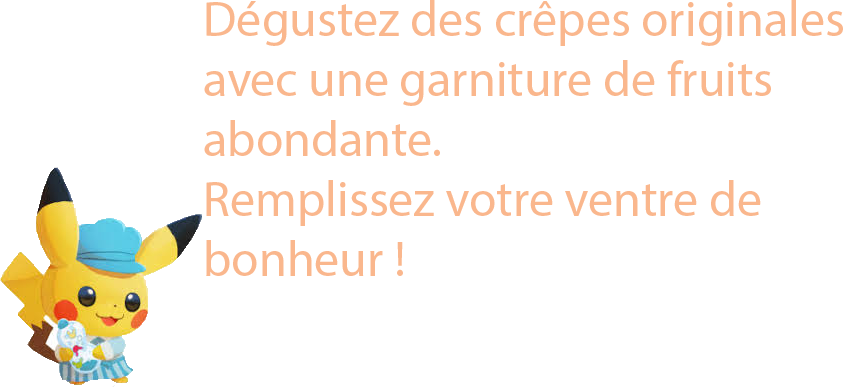 Dégustez des crêpes originales
avec une garniture de fruits
abondante.
Remplissez votre ventre de
bonheur !